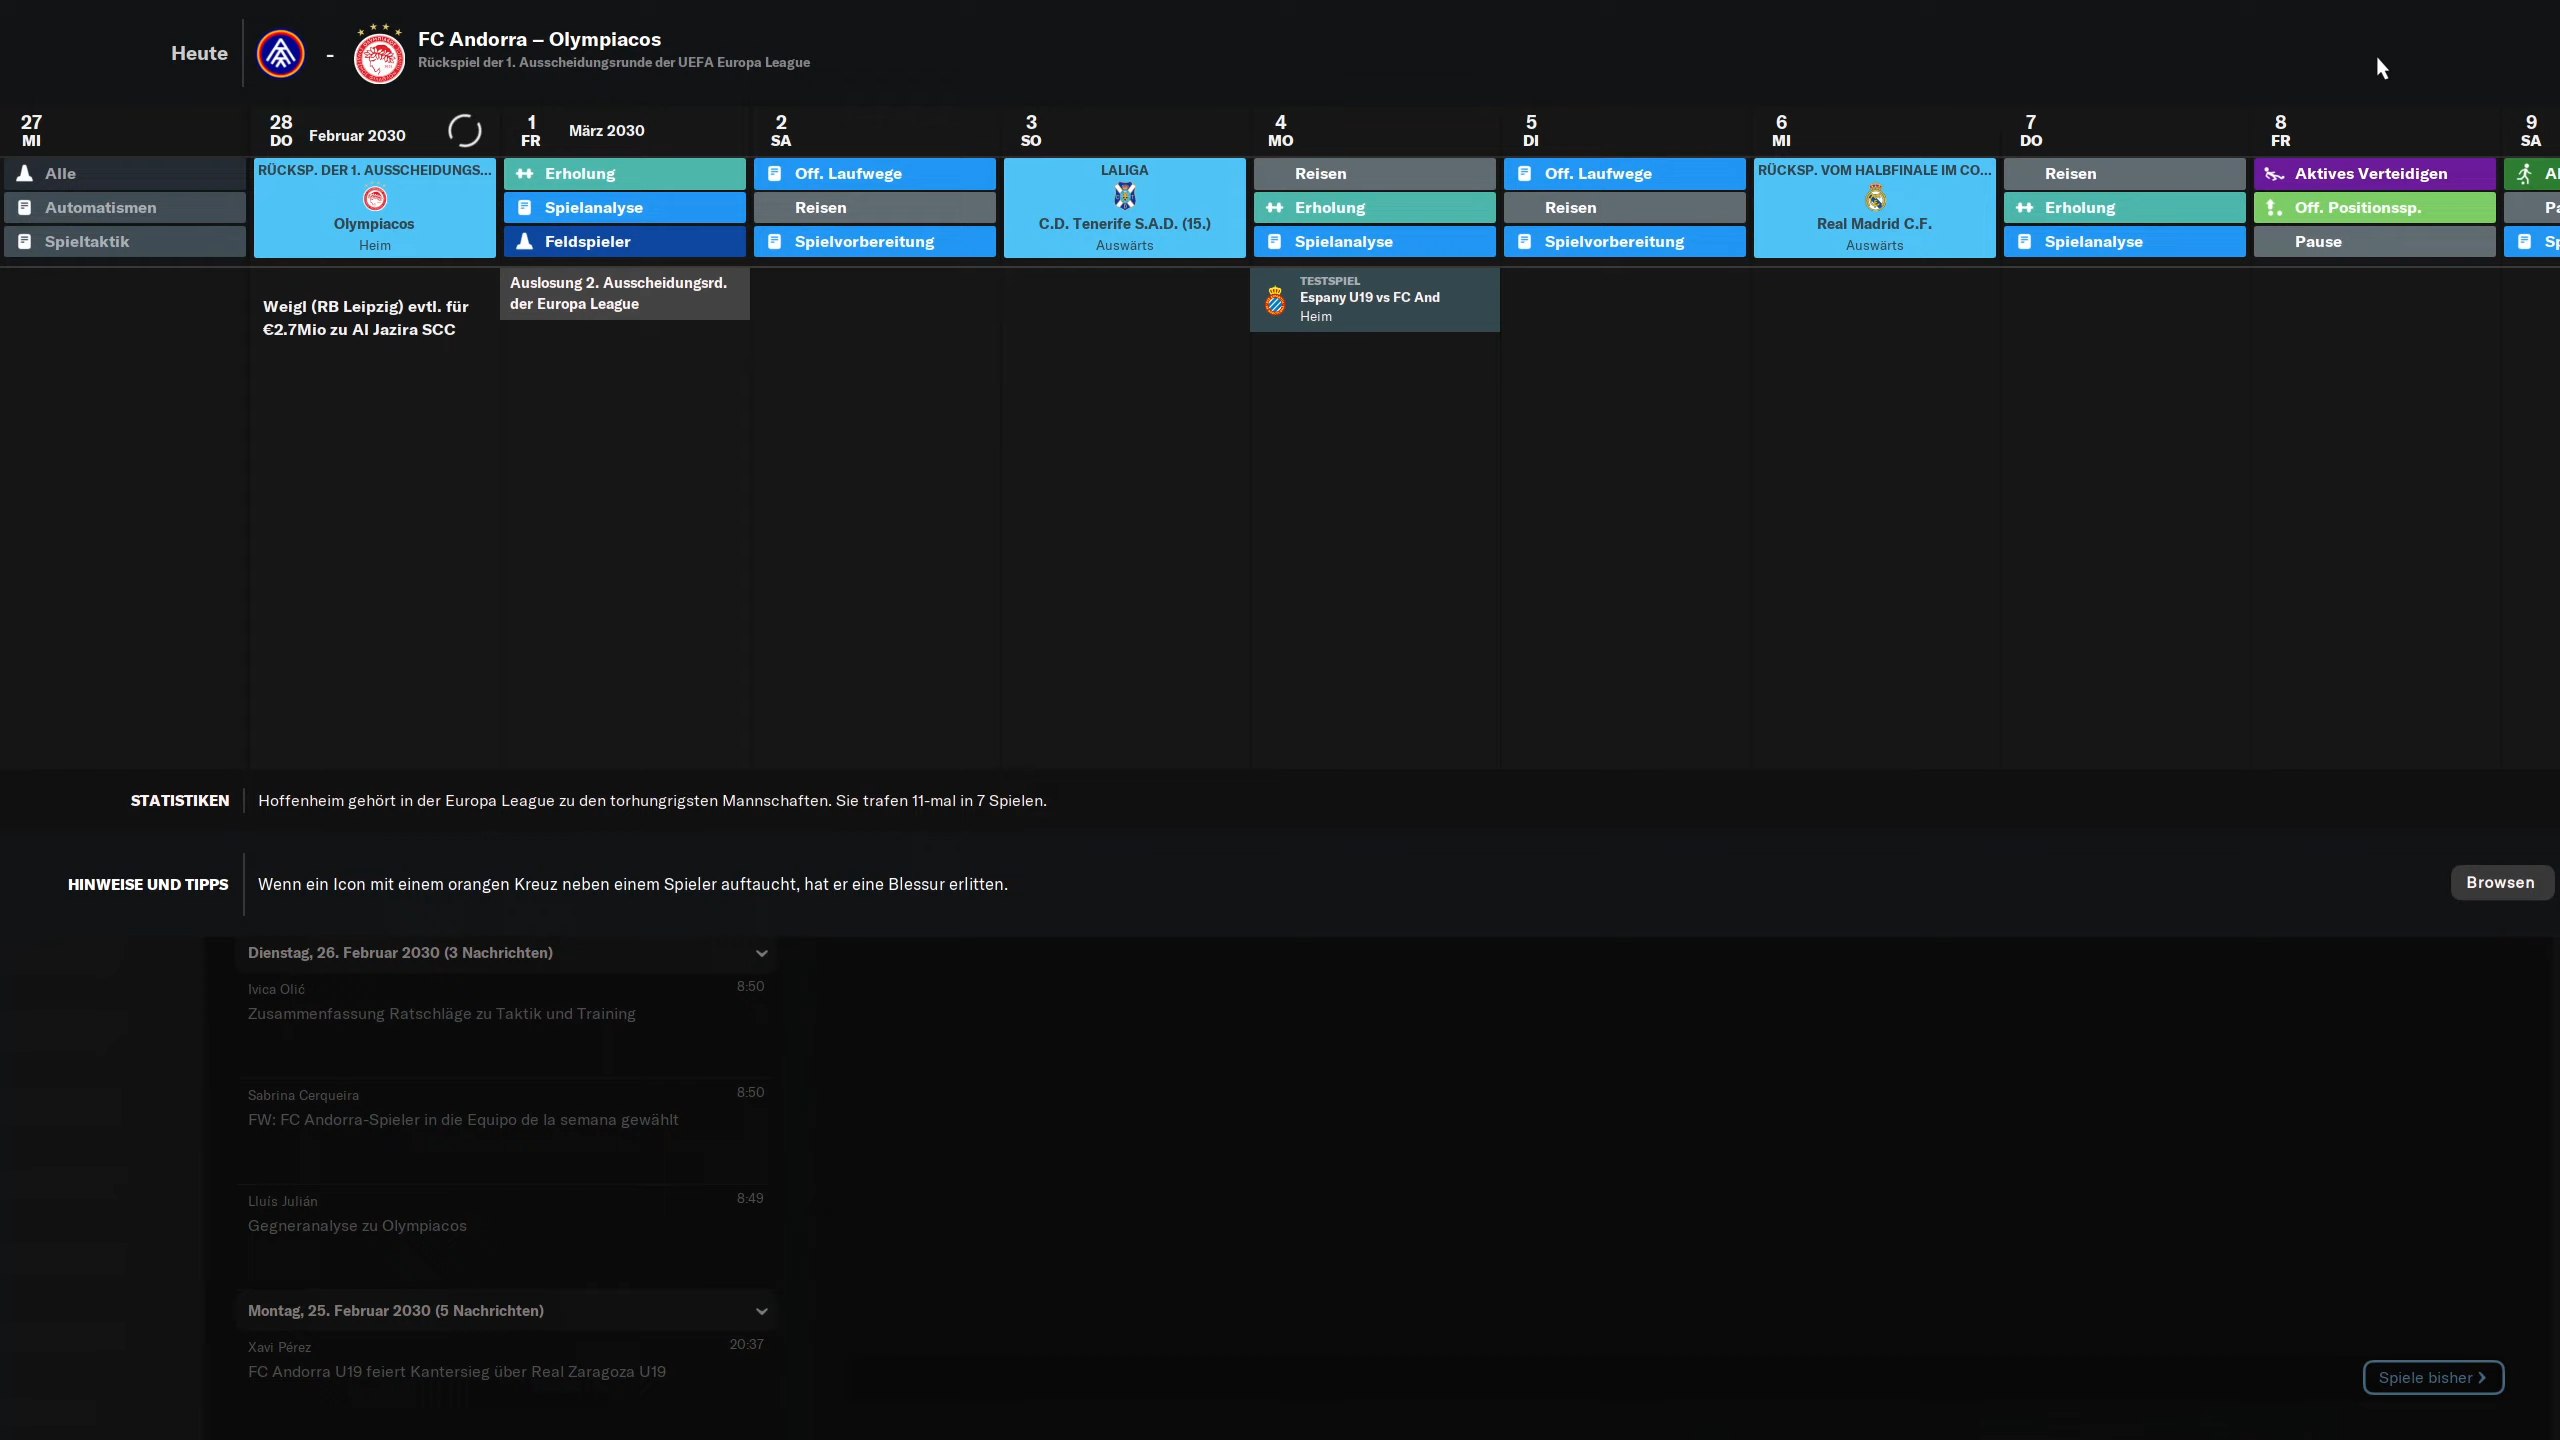 Heute
FC Andorra – Olympiacos
Rückspiel der 1. Ausscheidungsrunde der UEFA Europa League
27
MI
28
DO
Februar 2030
1
FR
März 2030
2
SA
3
SO
4
MO
5
DI
6
MI
7
DO
8
FR
9
SA
Alle
Automatismen
Spieltaktik
RÜCKSP. DER 1. AUSSCHEIDUNGS...
Olympiacos
Heim
Erholung
Spielanalyse
Feldspieler
Off. Laufwege
Reisen
Spielvorbereitung
LALIGA
C.D. Tenerife S.A.D. (15.)
Auswärts
Reisen
Erholung
Spielanalyse
Off. Laufwege
Reisen
Spielvorbereitung
RÜCKSP. VOM HALBFINALE IM CO...
Real Madrid C.F.
Auswärts
Reisen
Erholung
Spielanalyse
Aktives Verteidigen
Off. Positionssp.
Pause
Weigl (RB Leipzig) evtl. für
€2.7Mio zu Al Jazira SCC
Auslosung 2. Ausscheidungsrd.
der Europa League
TESTSPIEL
Espany U19 vs FC And
Heim
STATISTIKEN
Hoffenheim gehört in der Europa League zu den torhungrigsten Mannschaften. Sie trafen 11-mal in 7 Spielen.
HINWEISE UND TIPPS
Wenn ein Icon mit einem orangen Kreuz neben einem Spieler auftaucht, hat er eine Blessur erlitten.
Browsen
Dienstag, 26. Februar 2030 (3 Nachrichten)
Ivica Olić
8:50
Zusammenfassung Ratschläge zu Taktik und Training
Sabrina Cerqueira
8:50
FW: FC Andorra-Spieler in die Equipo de la semana gewählt
Lluís Julián
8:49
Gegneranalyse zu Olympiacos
Montag, 25. Februar 2030 (5 Nachrichten)
Xavi Pérez
20:37
FC Andorra U19 feiert Kantersieg über Real Zaragoza U19
Spiele bisher